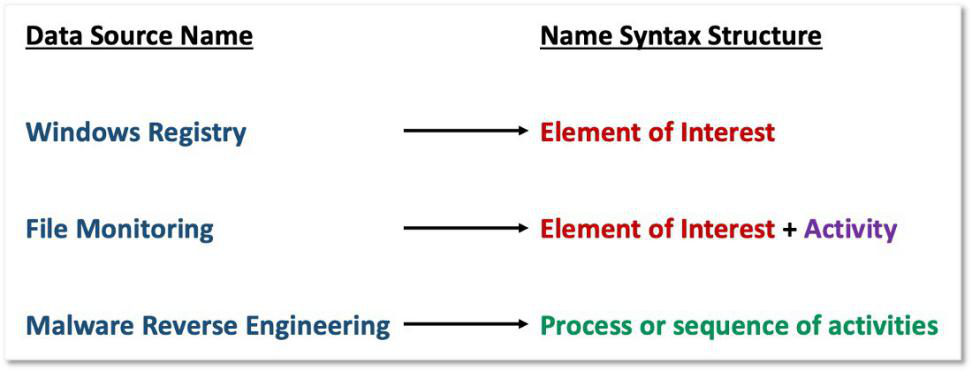 Data Source Name Name Syntax Structure
Windows Registry Element of Interest
File Monitoring Element of Interest + Activity
Malware Reverse Engineering Process or sequence of activities